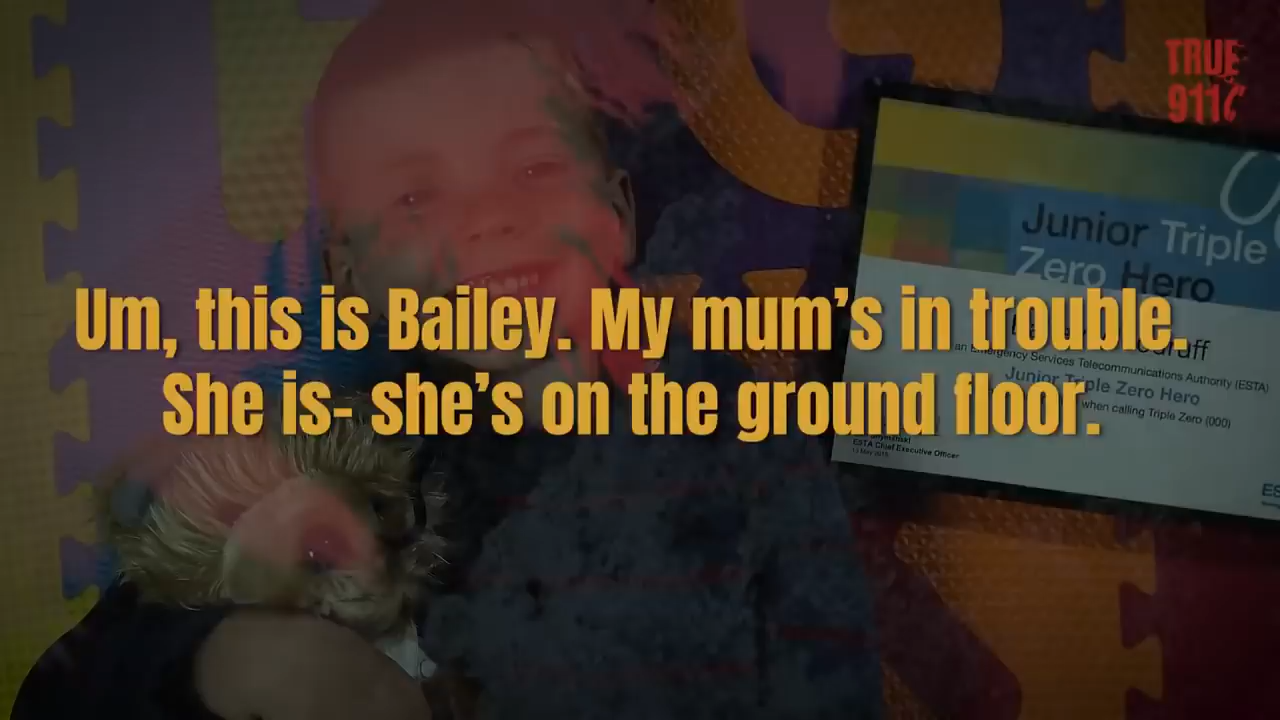 TRUE
911
Junior Triple
Zero Hero
Um, this is Bailey. My mum’s in trouble.
She is- she’s on the ground floor.
an Emergency Services Telecommunications Authority (ESTA)
Junior Triple Zero Hero
when calling Triple Zero (000)
ESTA Chief Executive Officer